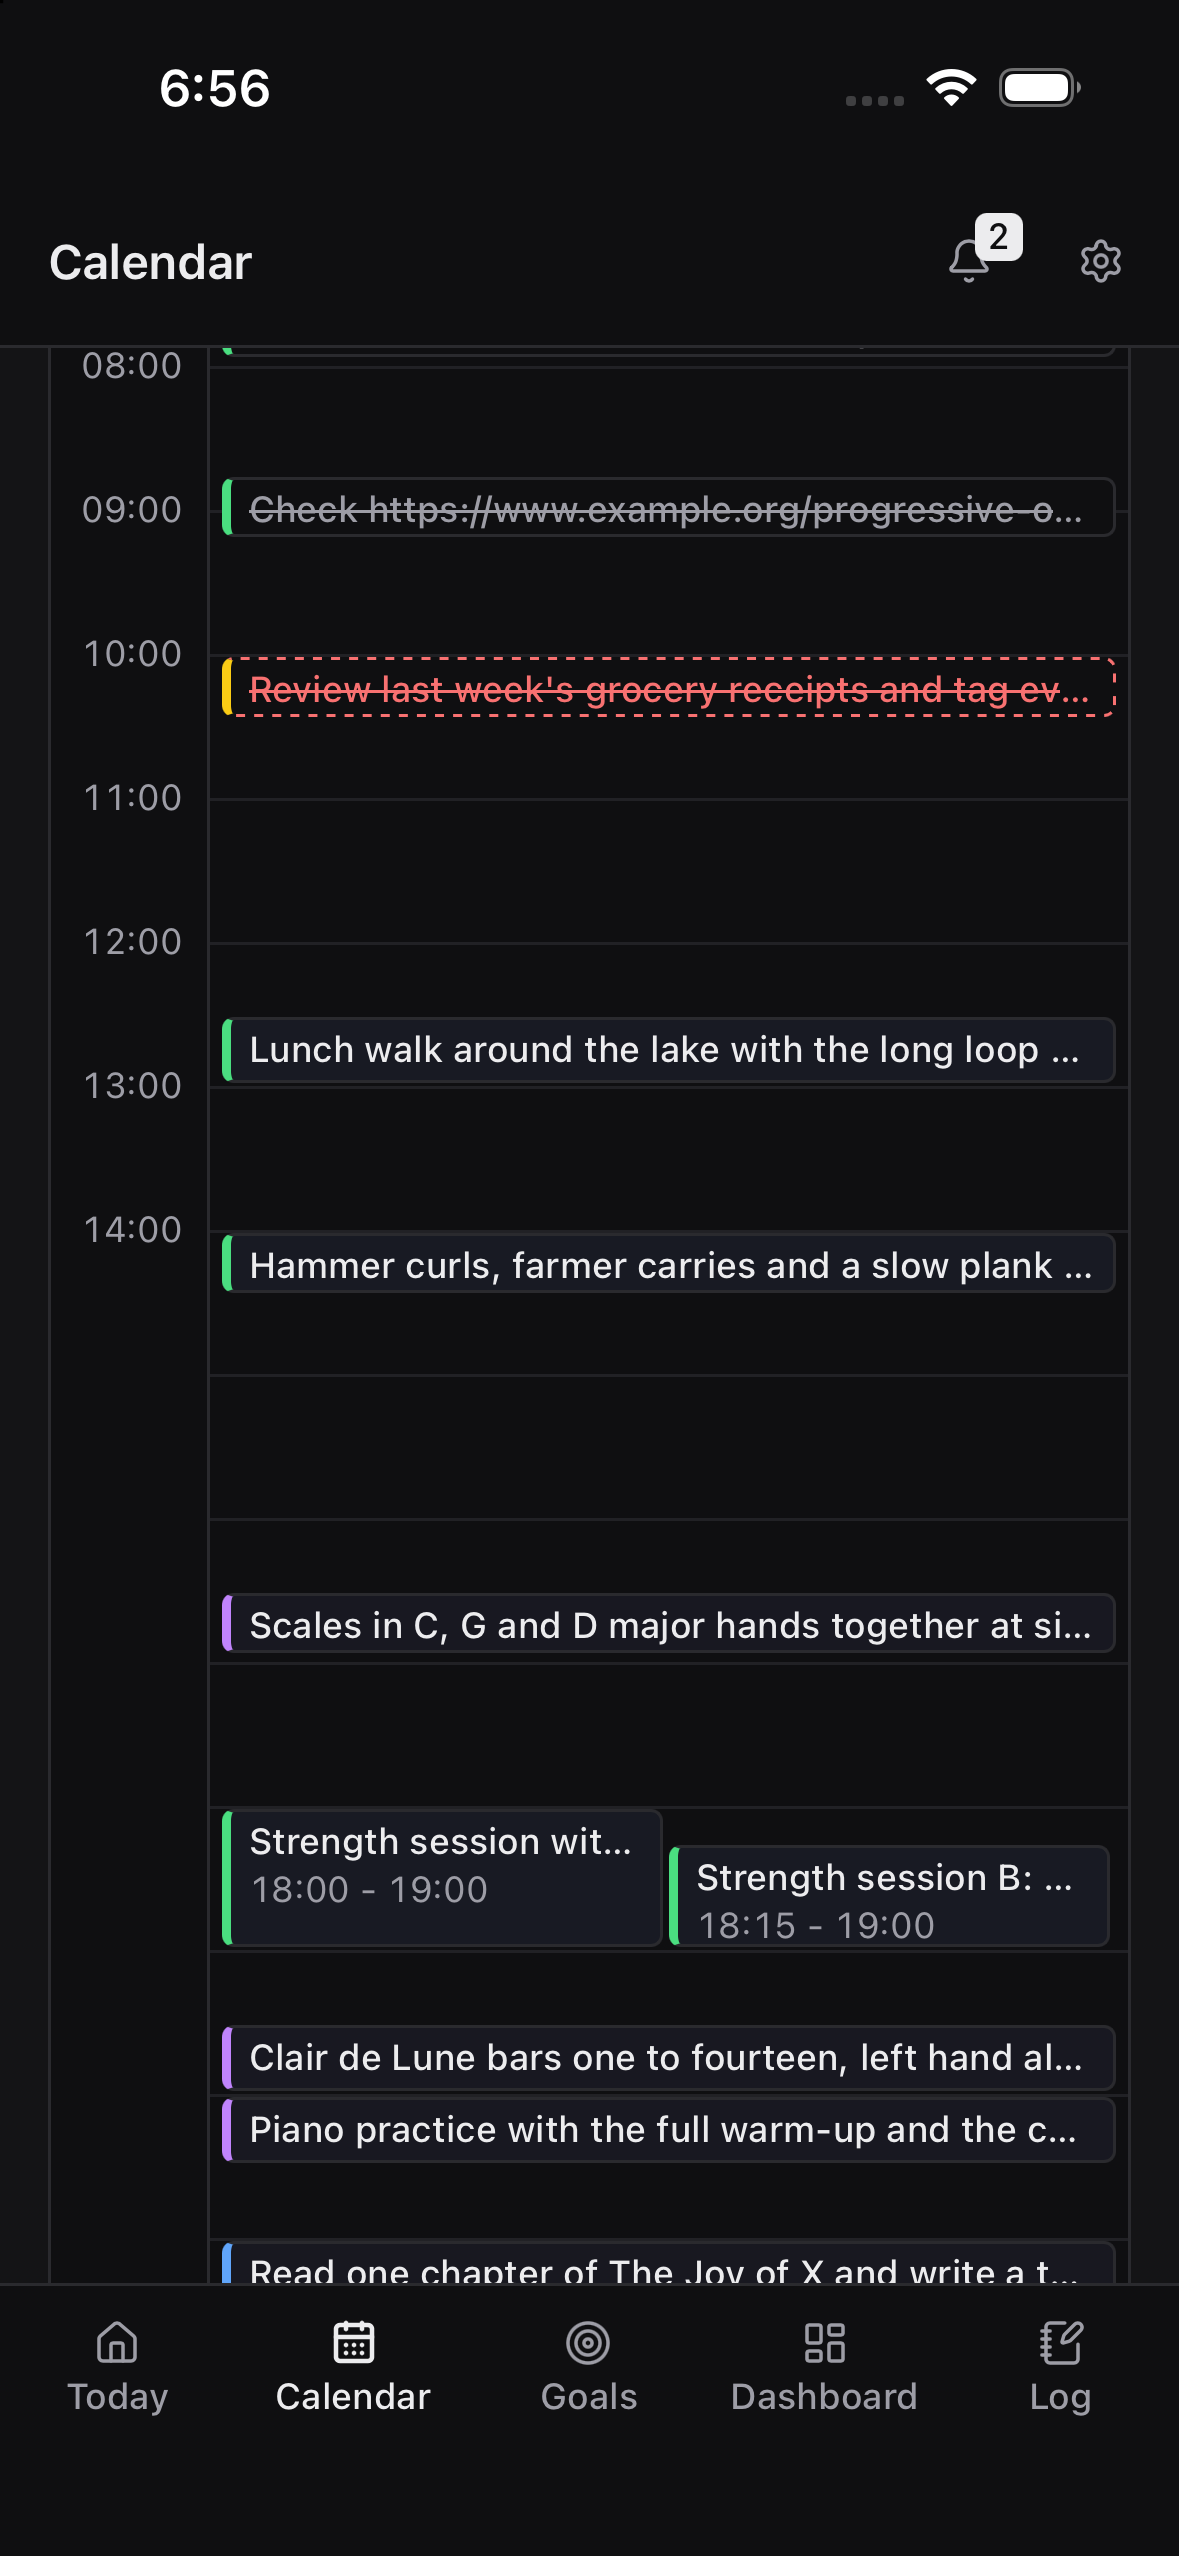 6:56
Calendar
2
08:00
09:00
Check https://www.example.org/progressive-o...
10:00
Review last week's grocery receipts and tag ev...
11:00
12:00
Lunch walk around the lake with the long loop ...
13:00
14:00
Hammer curls, farmer carries and a slow plank ...
Scales in C, G and D major hands together at si...
Strength session wit...
18:00 - 19:00
Strength session B: ...
18:15 - 19:00
Clair de Lune bars one to fourteen, left hand al...
Piano practice with the full warm-up and the c...
Read one chapter of The Joy of X and write a t...
Today
Calendar
Goals
Dashboard
Log